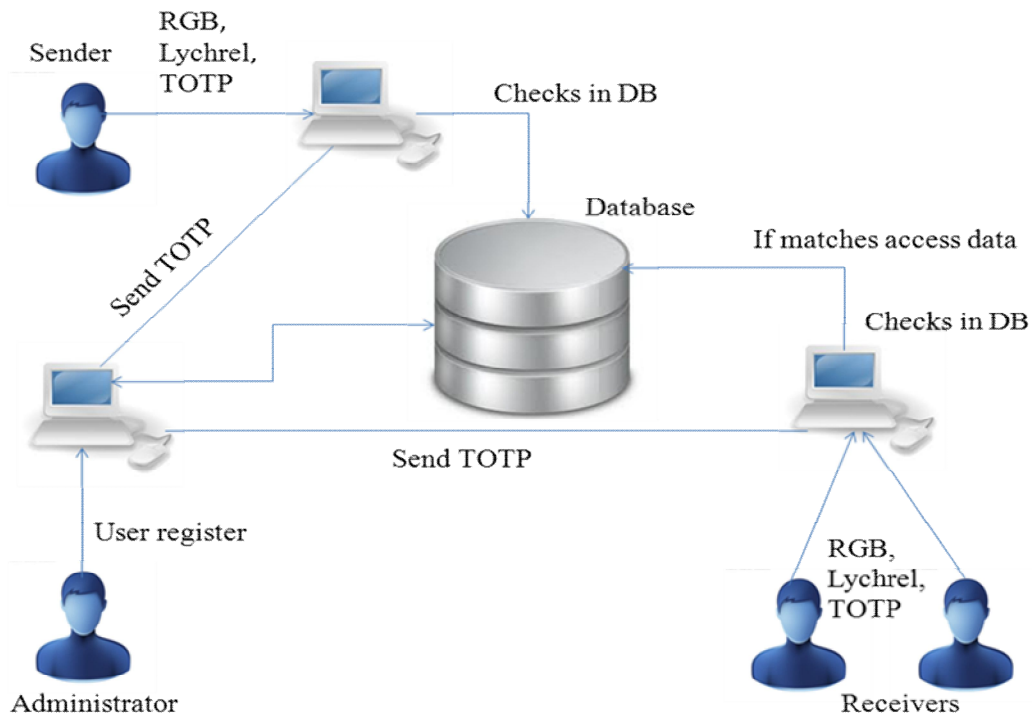 Sender
RGB,
Lychrel,
TOTP
Checks in DB
Database
If matches access data
Send TOTP
Checks in DB
Send TOTP
User register
RGB,
Lychrel,
TOTP
Administrator
Receivers